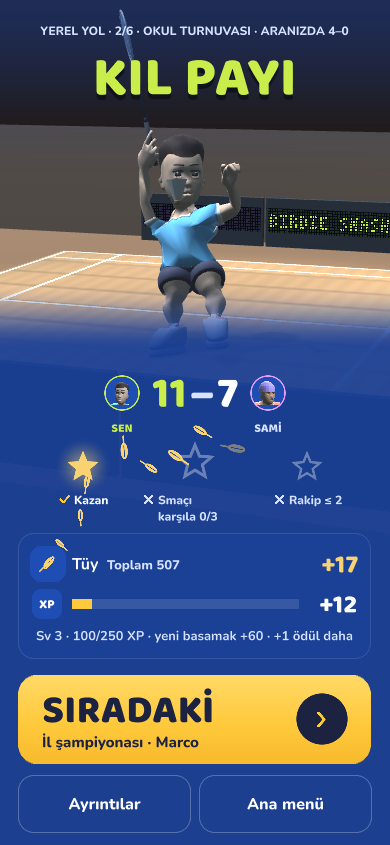 YEREL YOL · 2/6 · OKUL TURNUVASI · ARANIZDA 4–0
KIL PAYI
BIRDIE SMASH
11–7
SEN
SAMİ
Kazan
Smaçı
karşıla 0/3
Rakip ≤ 2
Tüy Toplam 507 +17
XP +12
Sv 3 · 100/250 XP · yeni basamak +60 · +1 ödül daha
SIRADAKİ
İl şampiyonası · Marco
Ayrıntılar
Ana menü